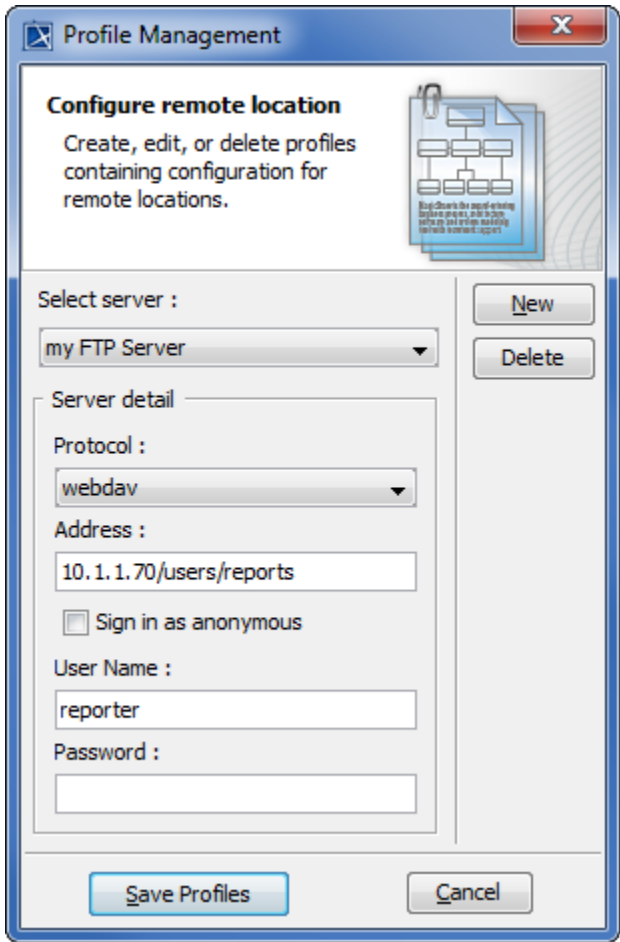 Profile Management
Configure remote location
Create, edit, or delete profiles
containing configuration for
remote locations.
Select server :
my FTP Server
New
Delete
Server detail
Protocol :
webdav
Address :
10.1.1.70/users/reports
Sign in as anonymous
User Name :
reporter
Password :
Save Profiles
Cancel